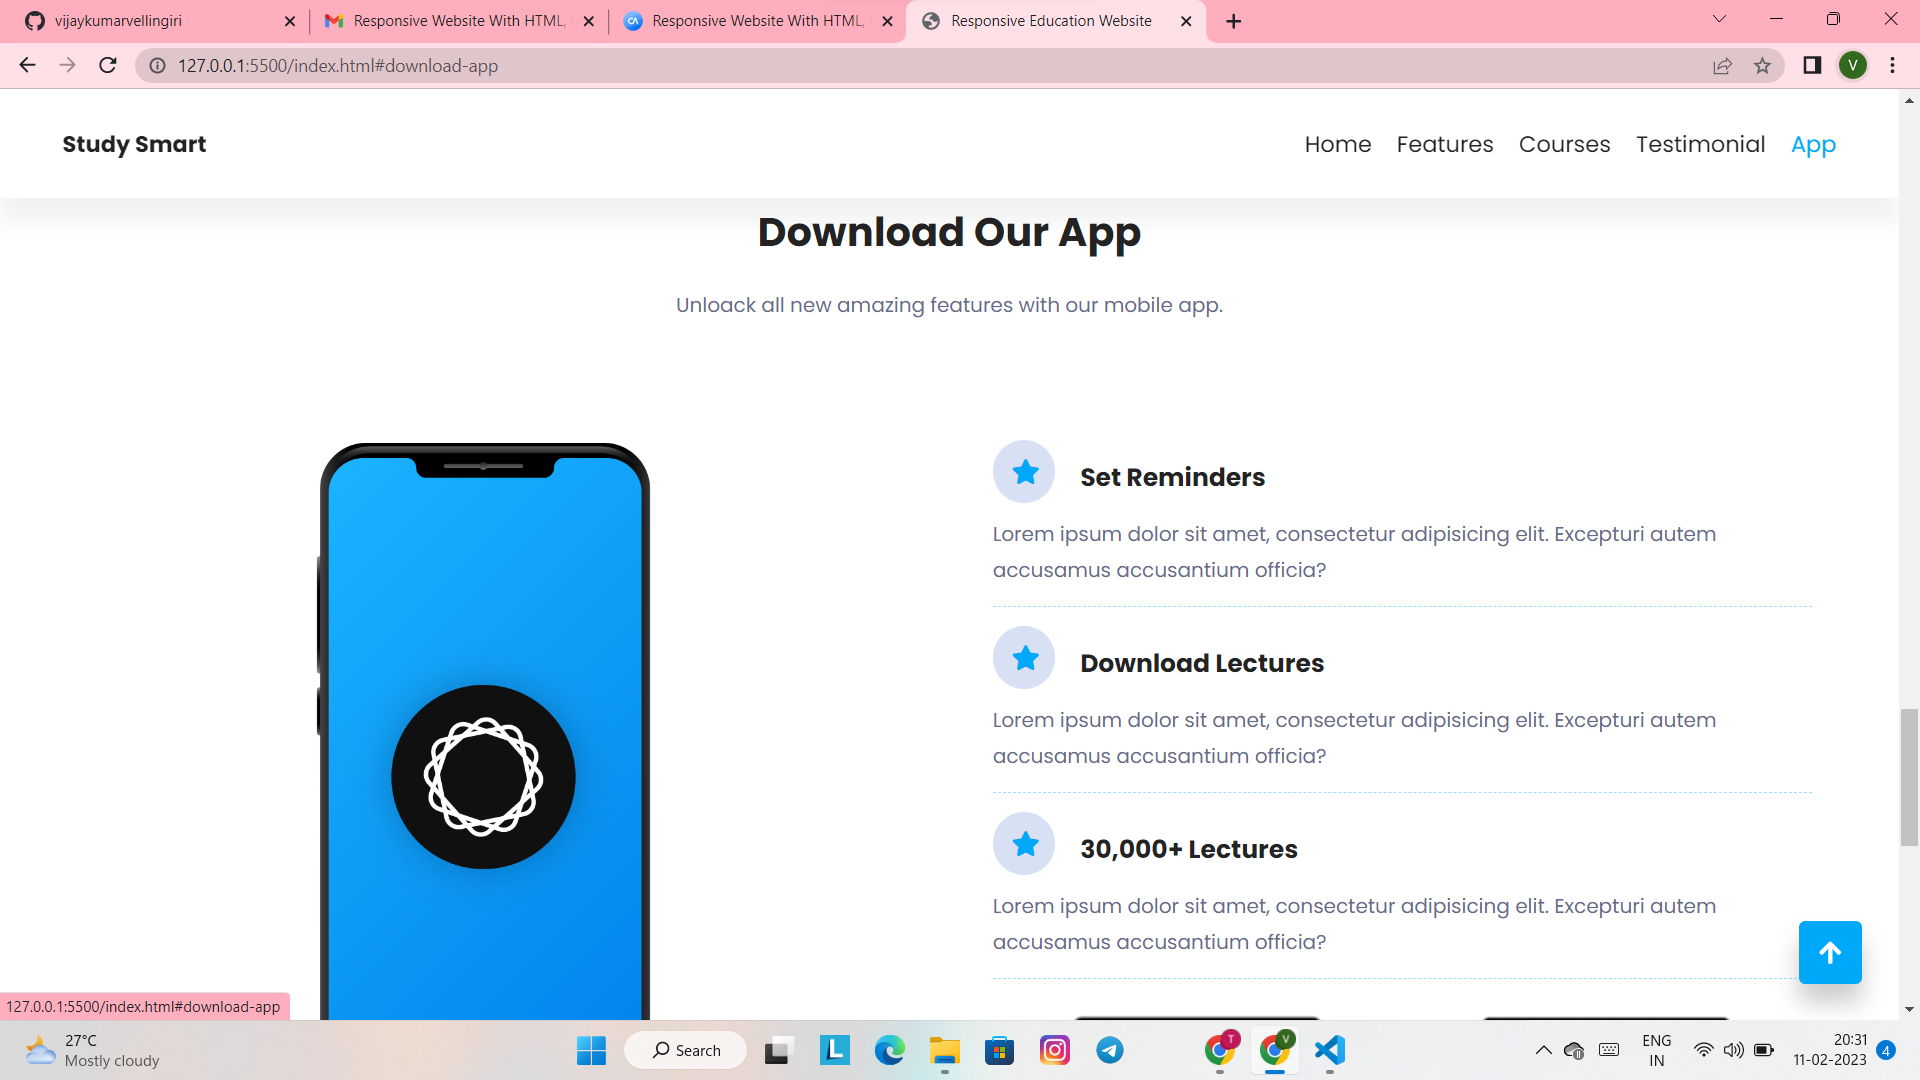 vijaykumarvellingiri
Responsive Website With HTML,
Responsive Website With HTML,
Responsive Education Website
127.0.0.1:5500/index.html#download-app
V
Study Smart
Home Features Courses Testimonial App
Download Our App
Unloack all new amazing features with our mobile app.
Set Reminders
Lorem ipsum dolor sit amet, consectetur adipisicing elit. Excepturi autem
accusamus accusantium officia?
Download Lectures
Lorem ipsum dolor sit amet, consectetur adipisicing elit. Excepturi autem
accusamus accusantium officia?
30,000+ Lectures
Lorem ipsum dolor sit amet, consectetur adipisicing elit. Excepturi autem
accusamus accusantium officia?
127.0.0.1:5500/index.html#download-app
27°C
Mostly cloudy
Search
L
T
V
ENG
IN
20:31
11-02-2023
4